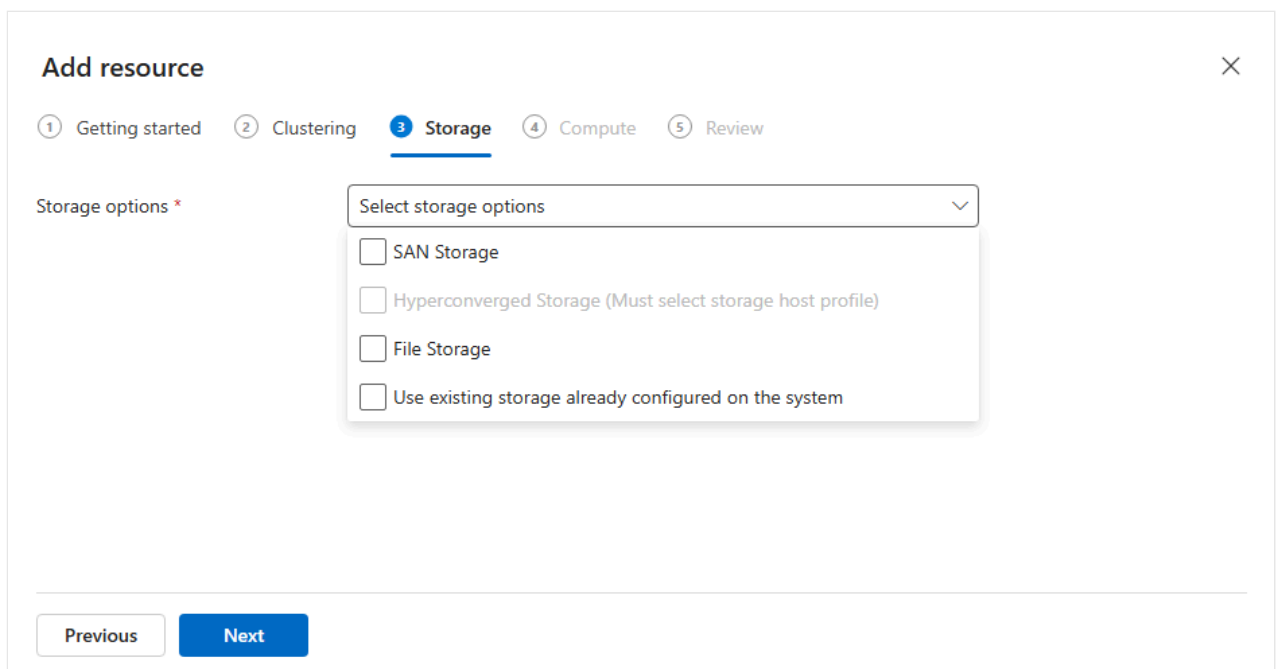 Add resource
1 Getting started 2 Clustering 3 Storage 4 Compute 5 Review
Storage options * Select storage options
SAN Storage
Hyperconverged Storage (Must select storage host profile)
File Storage
Use existing storage already configured on the system
Previous Next